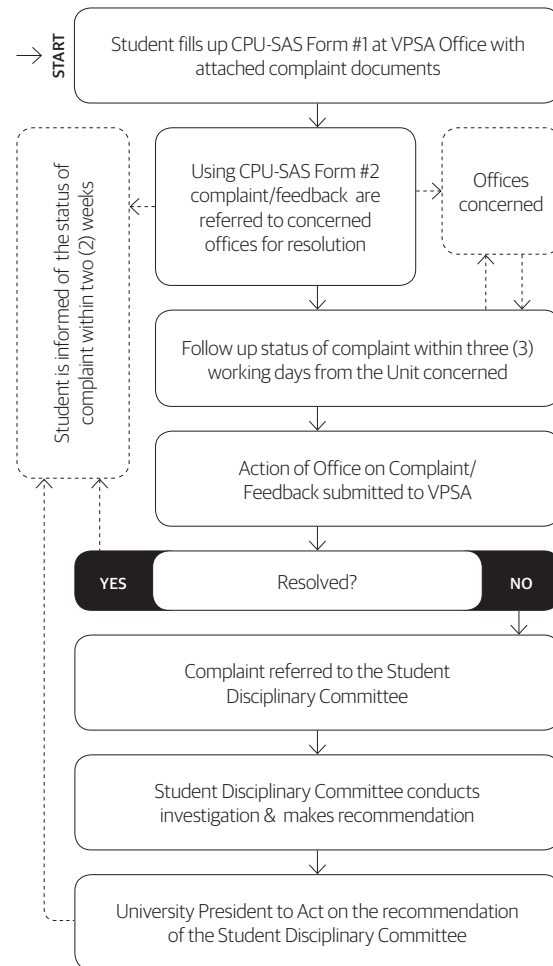 START
Student fills up CPU-SAS Form #1 at VPSA Office with
attached complaint documents
Student is informed of the status of
complaint within two (2) weeks
Using CPU-SAS Form #2
complaint/feedback are
referred to concerned
offices for resolution
Offices
concerned
Follow up status of complaint within three (3)
working days from the Unit concerned
Action of Office on Complaint/
Feedback submitted to VPSA
YES
Resolved?
NO
Complaint referred to the Student
Disciplinary Committee
Student Disciplinary Committee conducts
investigation & makes recommendation
University President to Act on the recommendation
of the Student Disciplinary Committee